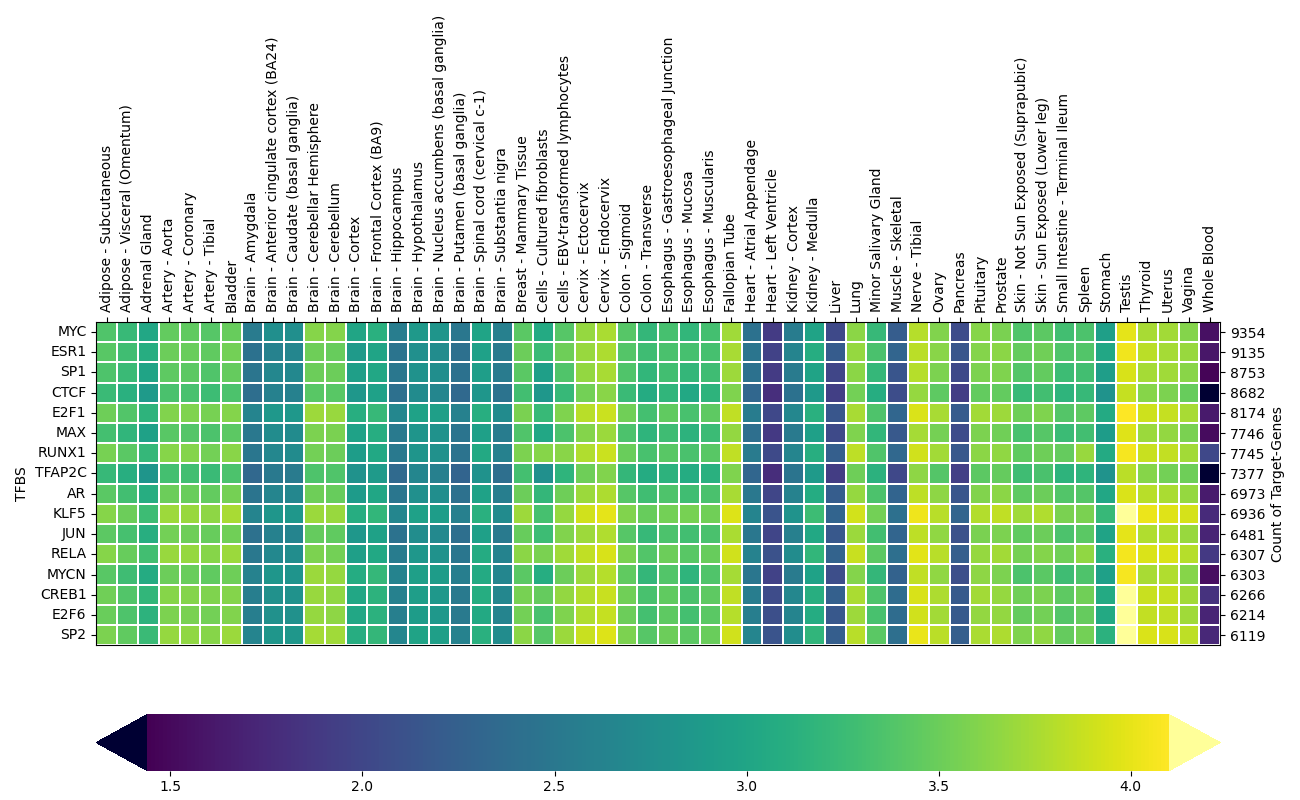 Adipose - Subcutaneous
Adipose - Visceral (Omentum)
Adrenal Gland
Artery - Aorta
Artery - Coronary
Artery - Tibial
Bladder
Brain - Amygdala
Brain - Anterior cingulate cortex (BA24)
Brain - Caudate (basal ganglia)
Brain - Cerebellar Hemisphere
Brain - Cerebellum
Brain - Cortex
Brain - Frontal Cortex (BA9)
Brain - Hippocampus
Brain - Hypothalamus
Brain - Nucleus accumbens (basal ganglia)
Brain - Putamen (basal ganglia)
Brain - Spinal cord (cervical c-1)
Brain - Substantia nigra
Breast - Mammary Tissue
Cells - Cultured fibroblasts
Cells - EBV-transformed lymphocytes
Cervix - Ectocervix
Cervix - Endocervix
Colon - Sigmoid
Colon - Transverse
Esophagus - Gastroesophageal Junction
Esophagus - Mucosa
Esophagus - Muscularis
Fallopian Tube
Heart - Atrial Appendage
Heart - Left Ventricle
Kidney - Cortex
Kidney - Medulla
Liver
Lung
Minor Salivary Gland
Muscle - Skeletal
Nerve - Tibial
Ovary
Pancreas
Pituitary
Prostate
Skin - Not Sun Exposed (Suprapubic)
Skin - Sun Exposed (Lower leg)
Small Intestine - Terminal Ileum
Spleen
Stomach
Testis
Thyroid
Uterus
Vagina
Whole Blood
TFBS
MYC 9354
ESR1 9135
SP1 8753
CTCF 8682
E2F1 8174
MAX 7746
RUNX1 7745
TFAP2C 7377
AR 6973
KLF5 6936
JUN 6481
RELA 6307
MYCN 6303
CREB1 6266
E2F6 6214
SP2 6119
Count of Target-Genes
1.5 2.0 2.5 3.0 3.5 4.0